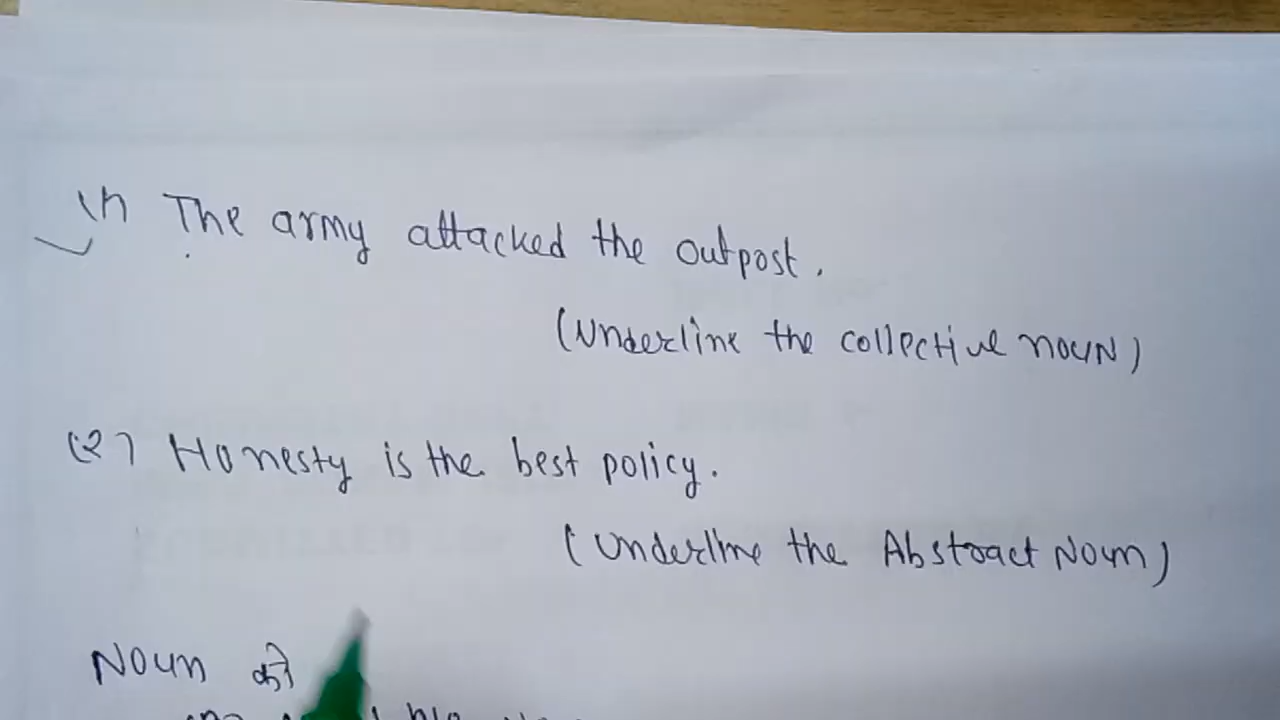 (1) The army attacked the outpost.
(Underline the collective noun)
(2) Honesty is the best policy.
(Underline the Abstract Noun)
Noun को